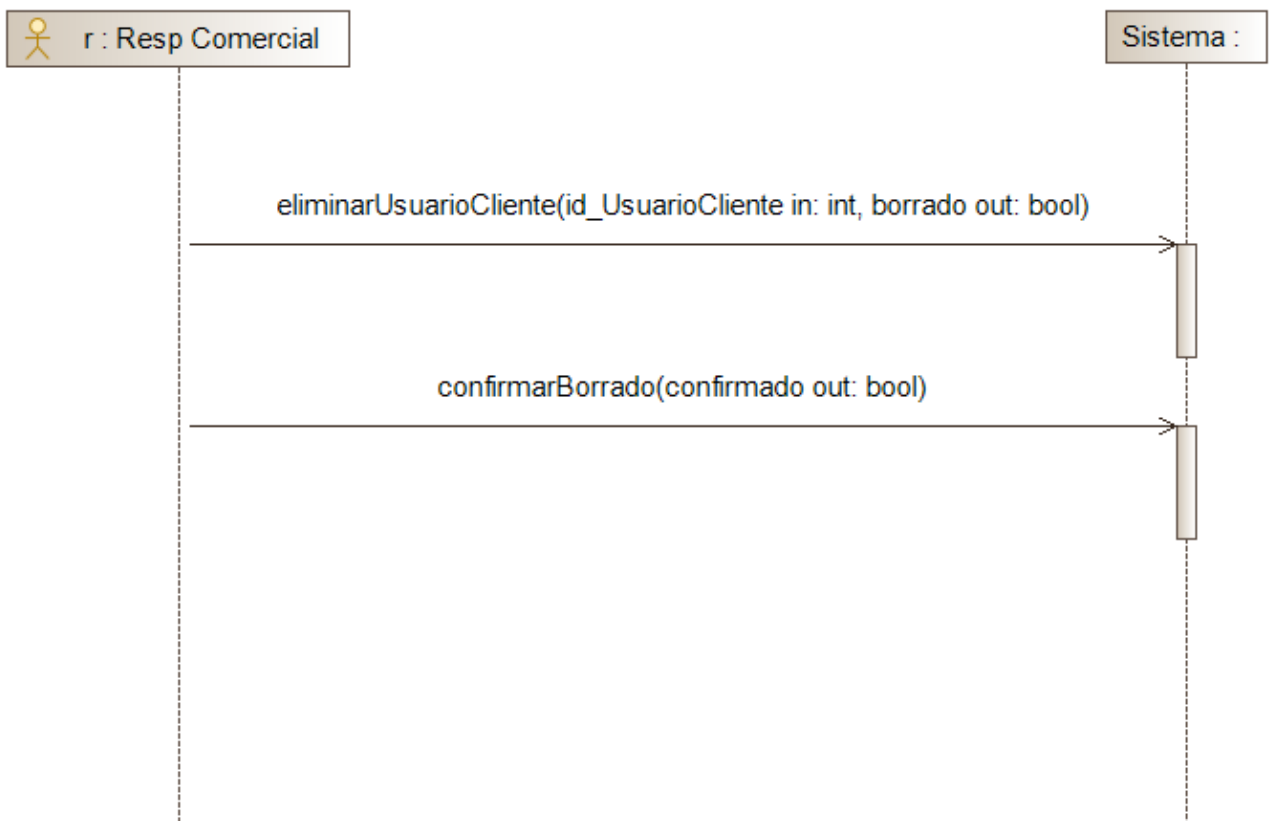 r : Resp Comercial
Sistema :
eliminarUsuarioCliente(id_UsuarioCliente in: int, borrado out: bool)
confirmarBorrado(confirmado out: bool)